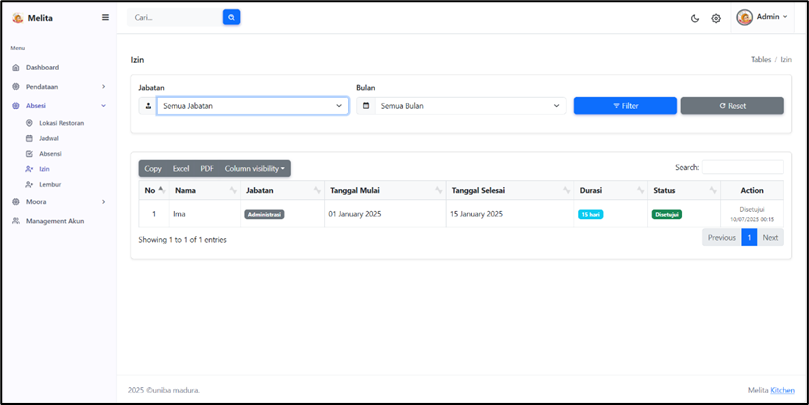 Melita
Cari...
Admin
Menu
Dashboard
Pendataan
Absesi
Lokasi Restoran
Jadwal
Absensi
Izin
Lembur
Moora
Management Akun
Izin
Tables / Izin
Jabatan
Bulan
Semua Jabatan
Semua Bulan
Filter
Reset
Copy Excel PDF Column visibility
Search:
No Nama Jabatan Tanggal Mulai Tanggal Selesai Durasi Status Action
1 Ima Administrasi 01 January 2025 15 January 2025 15 hari Disetujui Disetujui
10/07/2025 00:15
Showing 1 to 1 of 1 entries
Previous 1 Next
2025 ©uniba madura.
Melita Kitchen